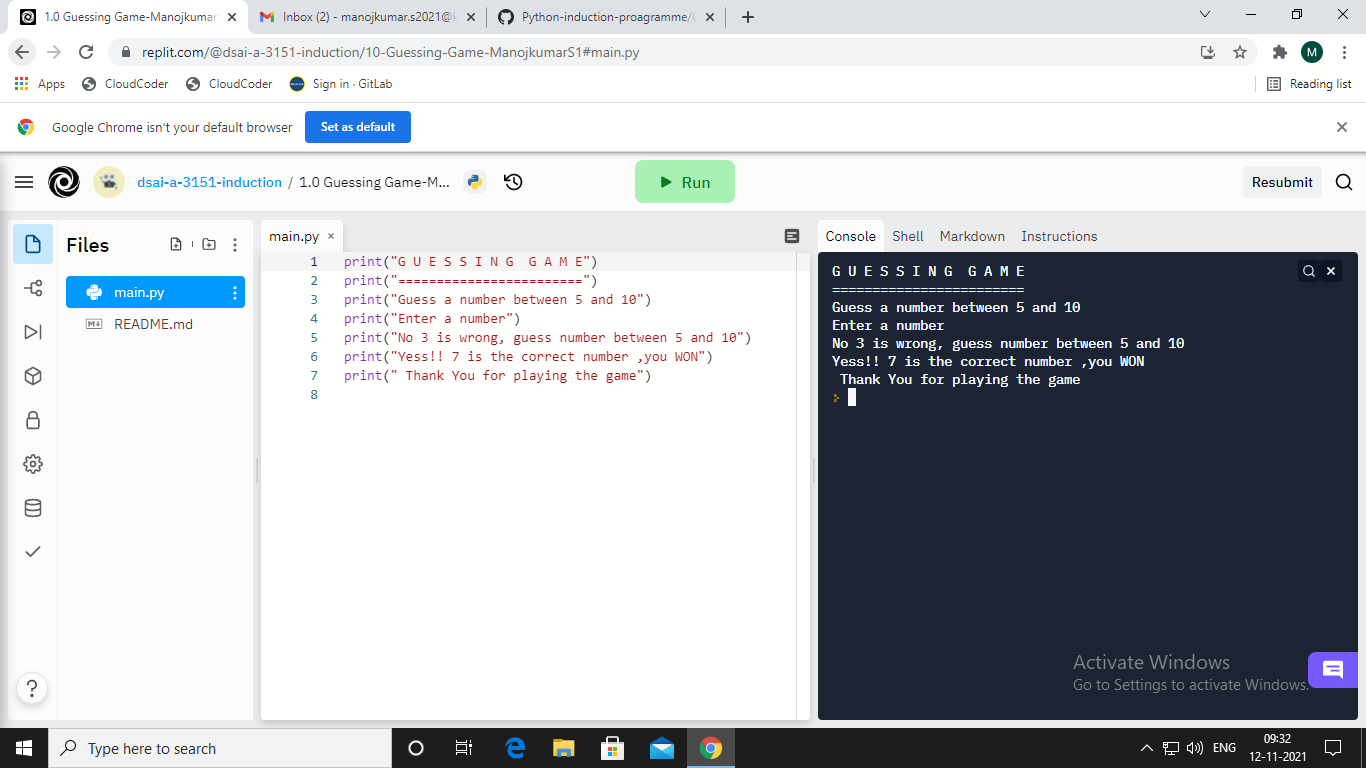 1.0 Guessing Game-Manojkumar
Inbox (2) - manojkumar.s2021@k
Python-induction-proagramme/
replit.com/@dsai-a-3151-induction/10-Guessing-Game-ManojkumarS1#main.py
M
Apps
CloudCoder
CloudCoder
Sign in · GitLab
Reading list
Google Chrome isn't your default browser
Set as default
dsai-a-3151-induction / 1.0 Guessing Game-M...
Run
Resubmit
Files
main.py
README.md
main.py
1 print("G U E S S I N G  G A M E")
2 print("========================")
3 print("Guess a number between 5 and 10")
4 print("Enter a number")
5 print("No 3 is wrong, guess number between 5 and 10")
6 print("Yess!! 7 is the correct number ,you WON")
7 print(" Thank You for playing the game")
8
Console Shell Markdown Instructions
G U E S S I N G  G A M E
========================
Guess a number between 5 and 10
Enter a number
No 3 is wrong, guess number between 5 and 10
Yess!! 7 is the correct number ,you WON
 Thank You for playing the game
Activate Windows
Go to Settings to activate Windows.
?
Type here to search
ENG
09:32
12-11-2021